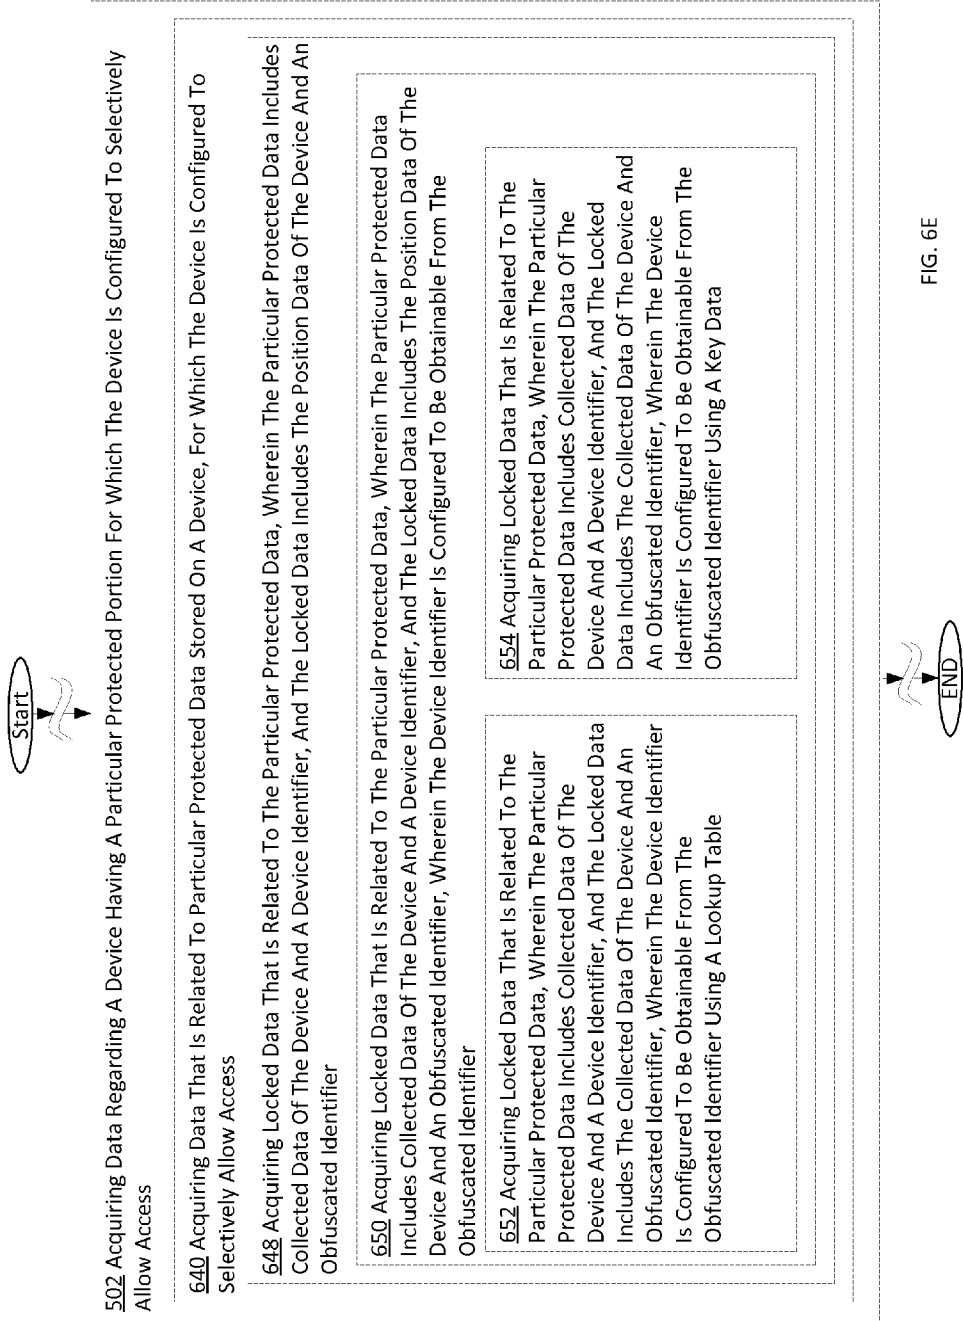 Start
502 Acquiring Data Regarding A Device Having A Particular Protected Portion For Which The Device Is Configured To Selectively
Allow Access
640 Acquiring Data That Is Related To Particular Protected Data Stored On A Device, For Which The Device Is Configured To
Selectively Allow Access
648 Acquiring Locked Data That Is Related To The Particular Protected Data, Wherein The Particular Protected Data Includes
Collected Data Of The Device And A Device Identifier, And The Locked Data Includes The Position Data Of The Device And An
Obfuscated Identifier
650 Acquiring Locked Data That Is Related To The Particular Protected Data, Wherein The Particular Protected Data
Includes Collected Data Of The Device And A Device Identifier, And The Locked Data Includes The Position Data Of The
Device And An Obfuscated Identifier, Wherein The Device Identifier Is Configured To Be Obtainable From The
Obfuscated Identifier
652 Acquiring Locked Data That Is Related To The
Particular Protected Data, Wherein The Particular
Protected Data Includes Collected Data Of The
Device And A Device Identifier, And The Locked Data
Includes The Collected Data Of The Device And An
Obfuscated Identifier, Wherein The Device Identifier
Is Configured To Be Obtainable From The
Obfuscated Identifier Using A Lookup Table
654 Acquiring Locked Data That Is Related To The
Particular Protected Data, Wherein The Particular
Protected Data Includes Collected Data Of The
Device And A Device Identifier, And The Locked
Data Includes The Collected Data Of The Device And
An Obfuscated Identifier, Wherein The Device
Identifier Is Configured To Be Obtainable From The
Obfuscated Identifier Using A Key Data
END
FIG. 6E